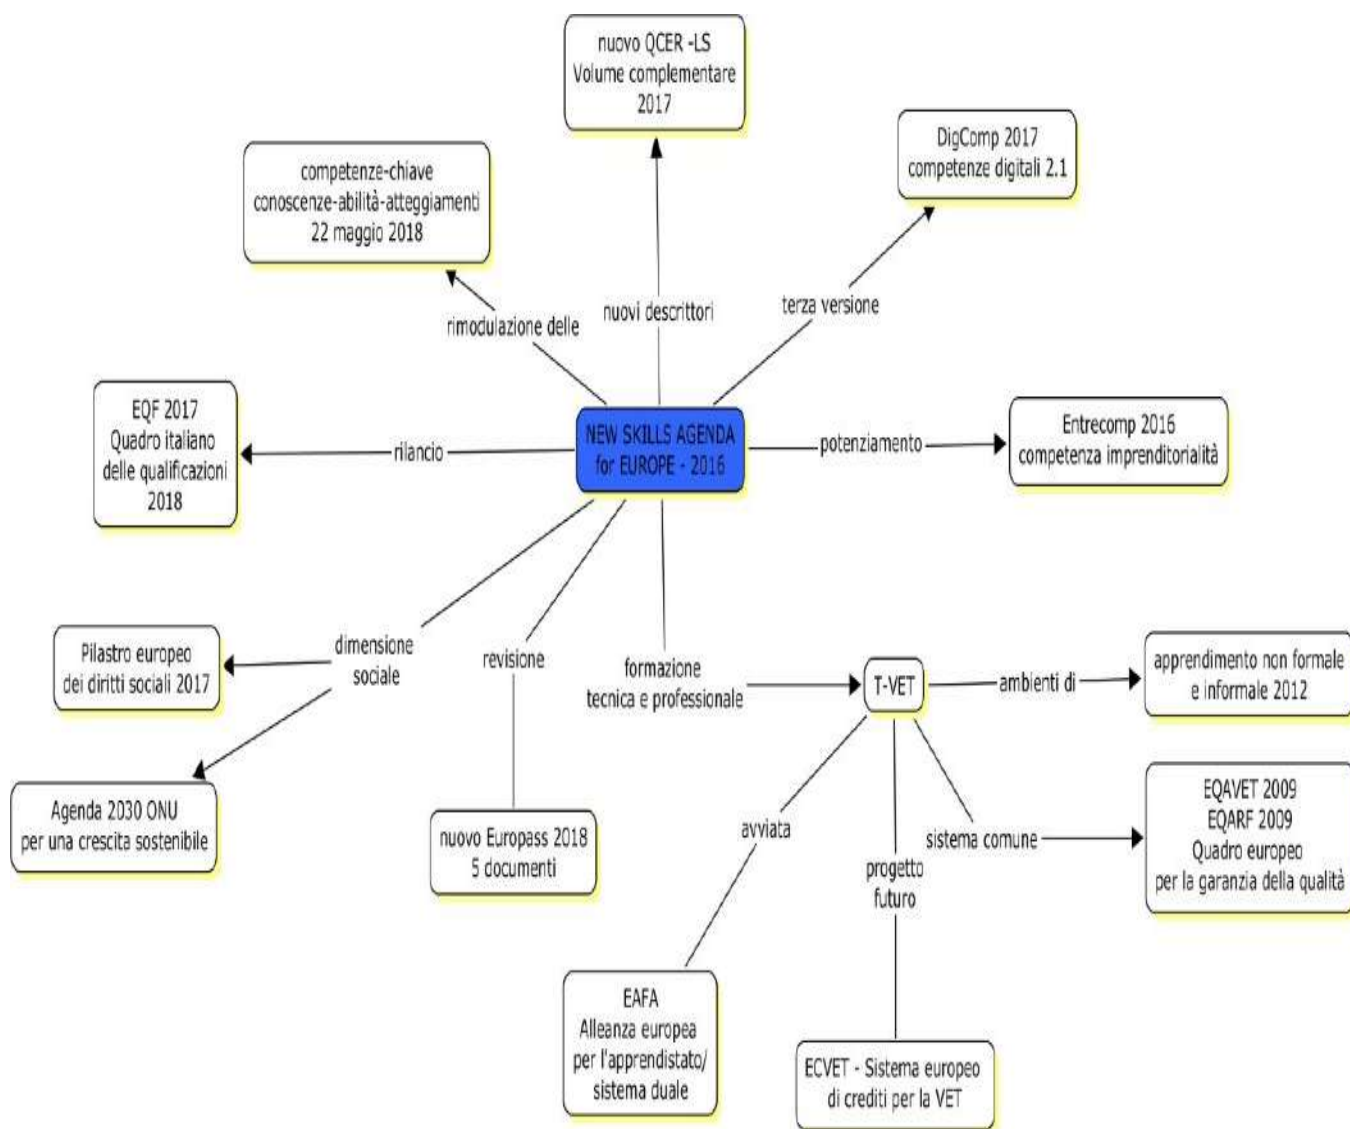 nuovo QCER -LS
Volume complementare
2017
DigComp 2017
competenze digitali 2.1
competenze-chiave
conoscenze-abilità-atteggiamenti
22 maggio 2018
nuovi descrittori
terza versione
rimodulazione delle
EQF 2017
Quadro italiano
delle qualificazioni
2018
rilancio
NEW SKILLS AGENDA
for EUROPE - 2016
potenziamento
Entrecomp 2016
competenza imprenditorialità
Pilastro europeo
dei diritti sociali 2017
dimensione
sociale
revisione
formazione
tecnica e professionale
T-VET
ambienti di
apprendimento non formale
e informale 2012
Agenda 2030 ONU
per una crescita sostenibile
nuovo Europass 2018
5 documenti
avviata
progetto
futuro
sistema comune
EQAVET 2009
EQARF 2009
Quadro europeo
per la garanzia della qualità
EAFA
Alleanza europea
per l'apprendistato/
sistema duale
ECVET - Sistema europeo
di crediti per la VET